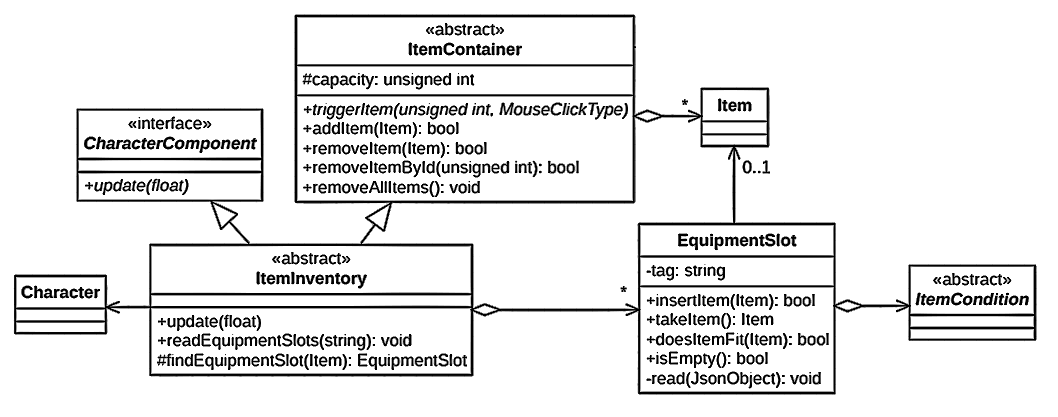 «abstract»
ItemContainer
#capacity: unsigned int
+triggerItem(unsigned int, MouseClickType)
+addItem(Item): bool
+removeItem(Item): bool
+removeItemById(unsigned int): bool
+removeAllItems(): void
*
Item
0..1
«interface»
CharacterComponent
+update(float)
«abstract»
ItemInventory
+update(float)
+readEquipmentSlots(string): void
#findEquipmentSlot(Item): EquipmentSlot
Character
*
EquipmentSlot
-tag: string
+insertItem(Item): bool
+takeItem(): Item
+doesItemFit(Item): bool
+isEmpty(): bool
-read(JsonObject): void
«abstract»
ItemCondition